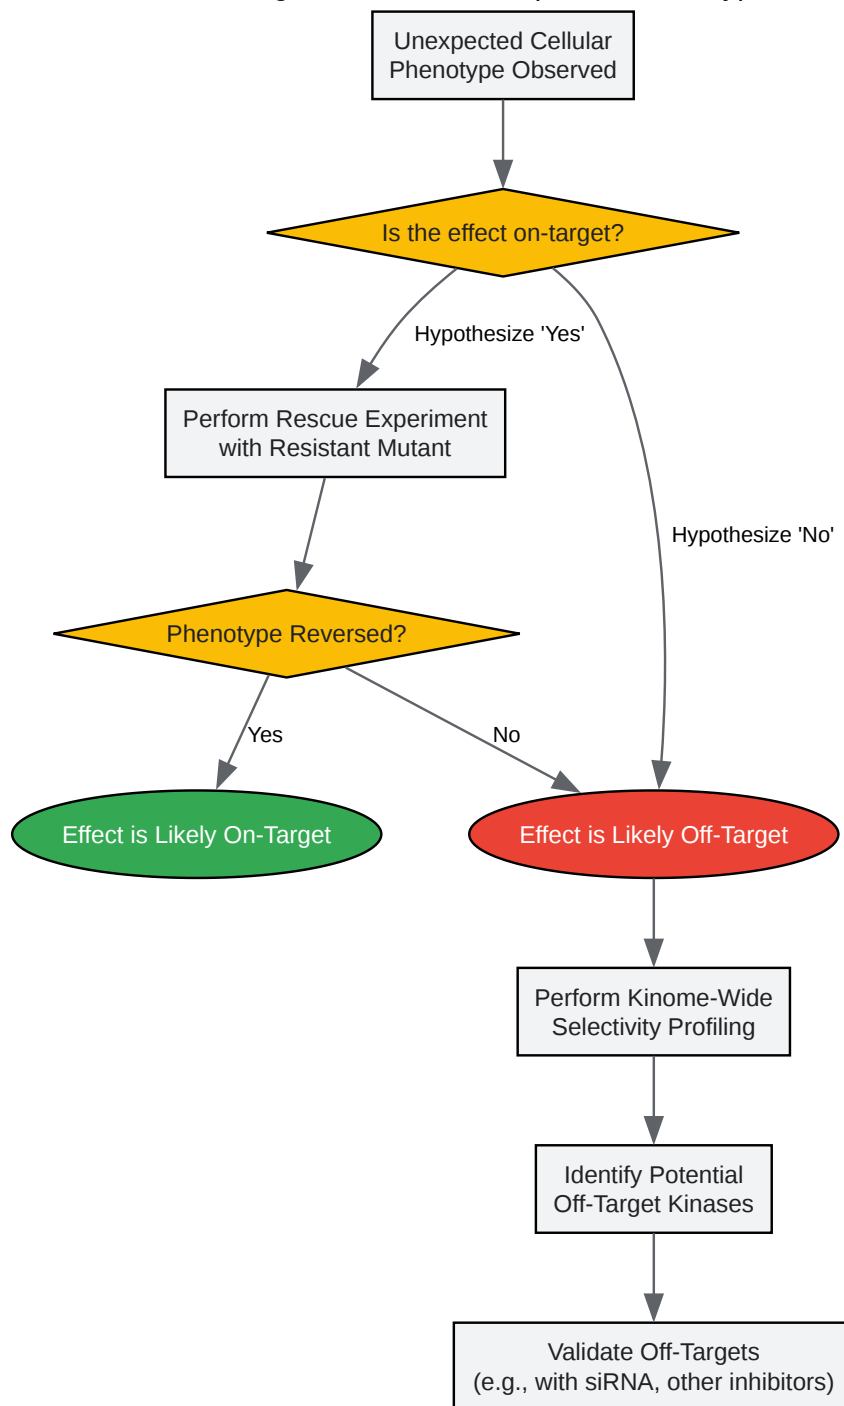 Unexpected Cellular
Phenotype Observed
Is the effect on-target?
Hypothesize 'Yes'
Perform Rescue Experiment
with Resistant Mutant
Hypothesize 'No'
Phenotype Reversed?
Yes
No
Effect is Likely On-Target
Effect is Likely Off-Target
Perform Kinome-Wide
Selectivity Profiling
Identify Potential
Off-Target Kinases
Validate Off-Targets
(e.g., with siRNA, other inhibitors)